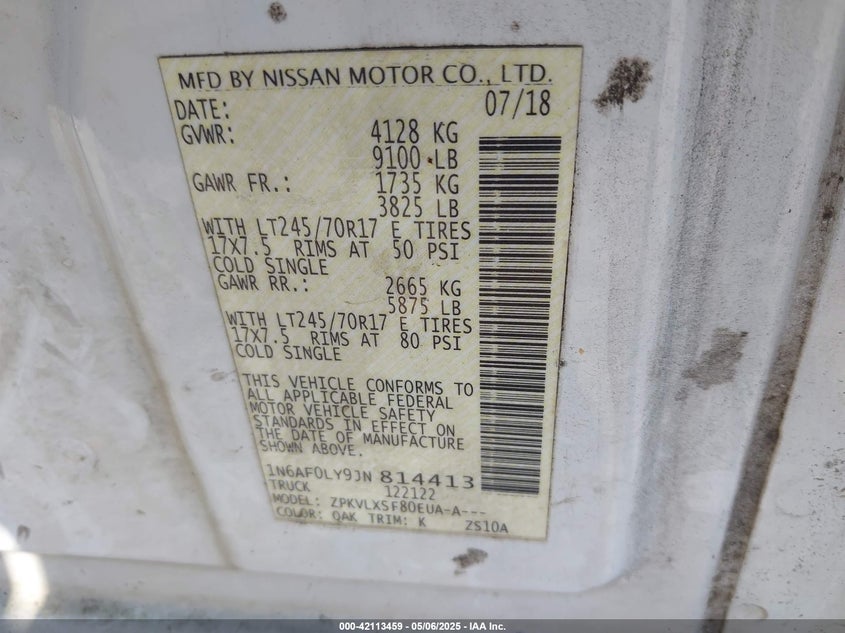 MFD BY NISSAN MOTOR CO., LTD.
DATE: 07/18
GVWR: 4128 KG
9100 LB
GAWR FR.: 1735 KG
3825 LB
WITH LT245/70R17 E TIRES
17X7.5 RIMS AT 50 PSI
COLD SINGLE
GAWR RR.: 2665 KG
5875 LB
WITH LT245/70R17 E TIRES
17X7.5 RIMS AT 80 PSI
COLD SINGLE
THIS VEHICLE CONFORMS TO
ALL APPLICABLE FEDERAL
MOTOR VEHICLE SAFETY
STANDARDS IN EFFECT ON
THE DATE OF MANUFACTURE
SHOWN ABOVE.
1N6AF0LY9JN 814413
TRUCK 122122
MODEL: ZPKVLXSF80EUA-A---
COLOR: QAK TRIM: K ZS10A
000-42113459 - 05/06/2025 - IAA Inc.